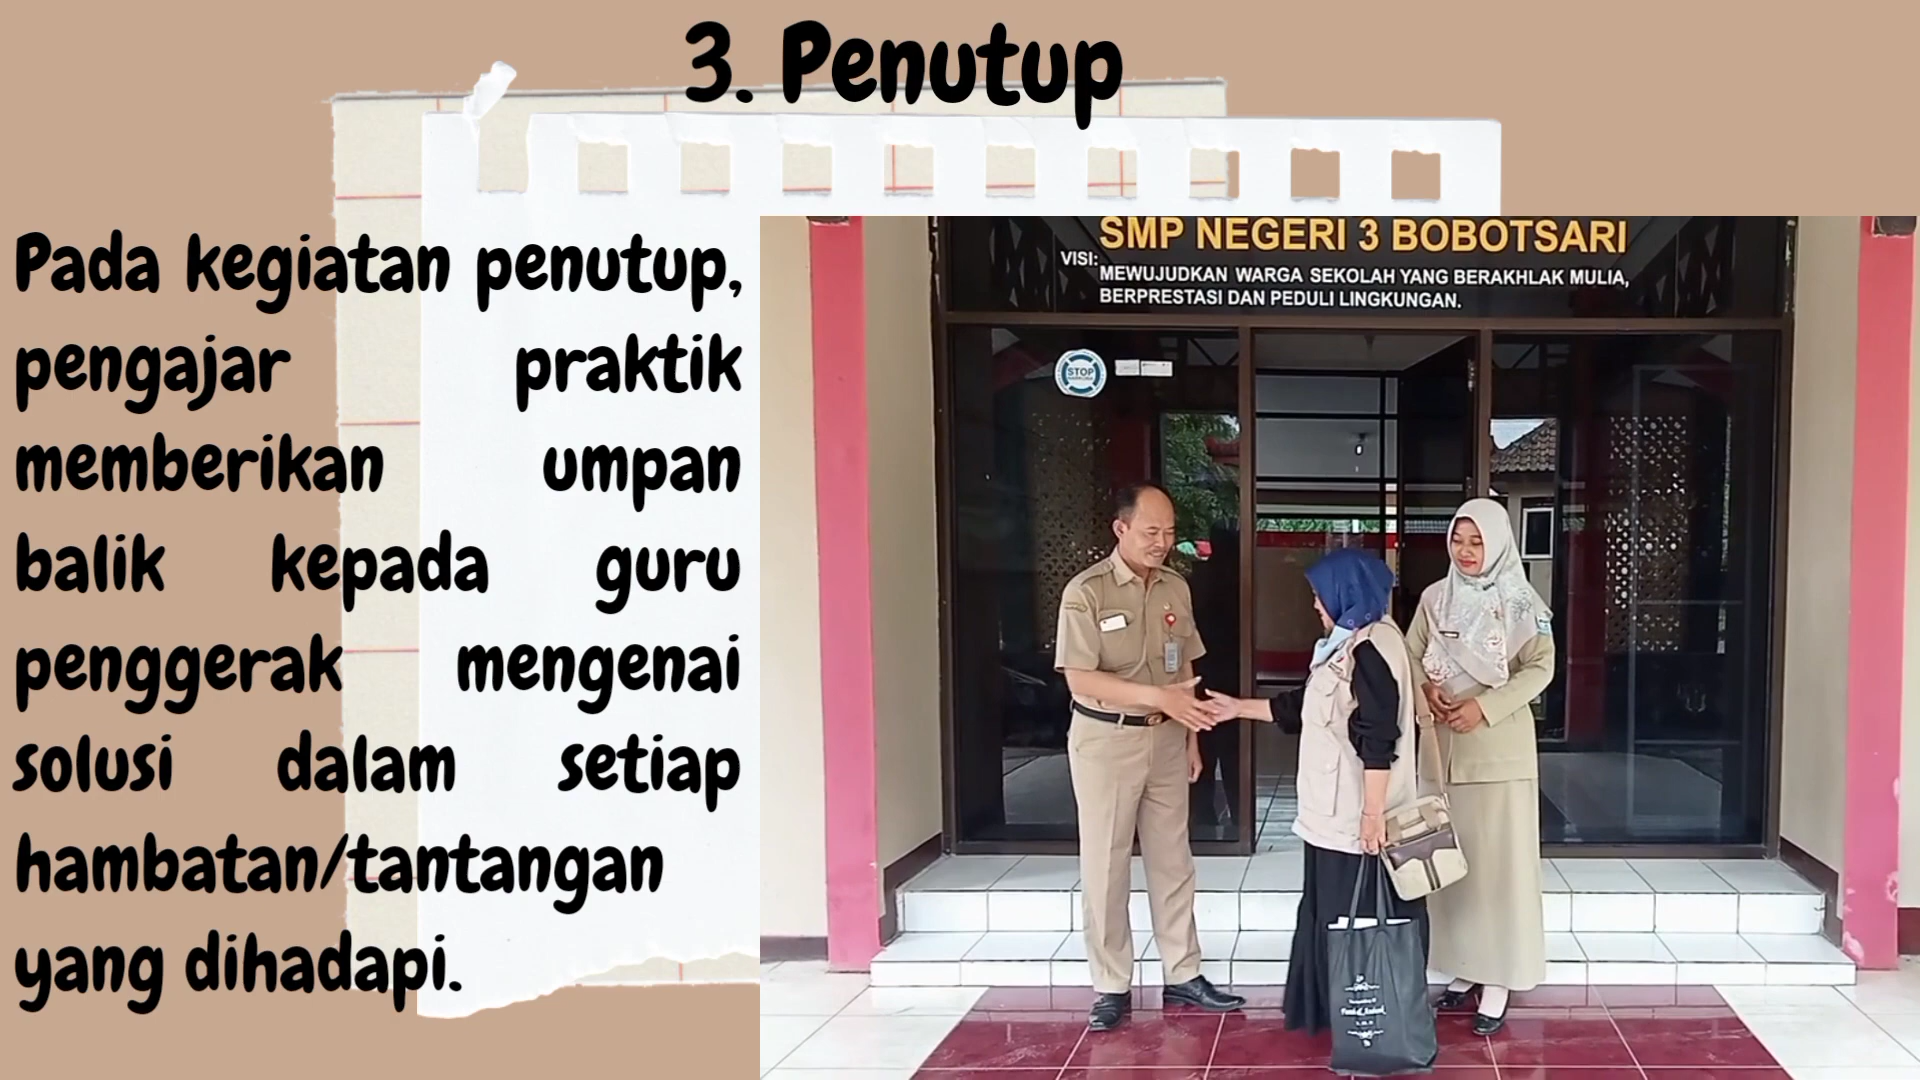 3. Penutup
Pada kegiatan penutup,
pengajar praktik
memberikan umpan
balik kepada guru
penggerak mengenai
solusi dalam setiap
hambatan/tantangan
yang dihadapi.
SMP NEGERI 3 BOBOTSARI
VISI:
MEWUJUDKAN WARGA SEKOLAH YANG BERAKHLAK MULIA,
BERPRESTASI DAN PEDULI LINGKUNGAN.
STOP